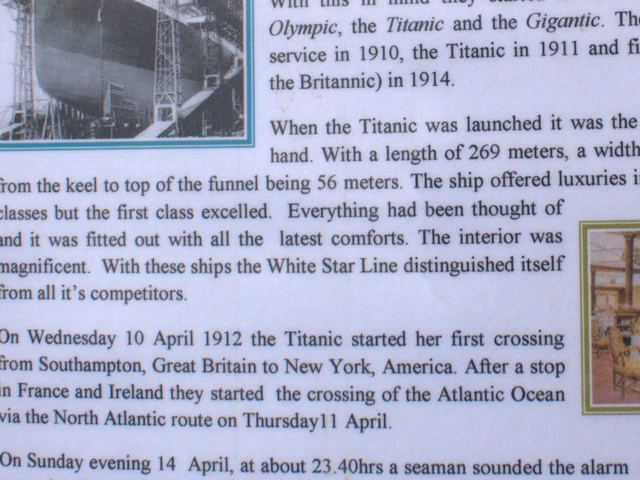 With this in mind they started
Olympic, the Titanic and the Gigantic. The
service in 1910, the Titanic in 1911 and fi
the Britannic) in 1914.
When the Titanic was launched it was the
hand. With a length of 269 meters, a width
from the keel to top of the funnel being 56 meters. The ship offered luxuries i
classes but the first class excelled. Everything had been thought of
and it was fitted out with all the latest comforts. The interior was
magnificent. With these ships the White Star Line distinguished itself
from all it's competitors.
On Wednesday 10 April 1912 the Titanic started her first crossing
from Southampton, Great Britain to New York, America. After a stop
in France and Ireland they started the crossing of the Atlantic Ocean
via the North Atlantic route on Thursday11 April.
On Sunday evening 14 April, at about 23.40hrs a seaman sounded the alarm